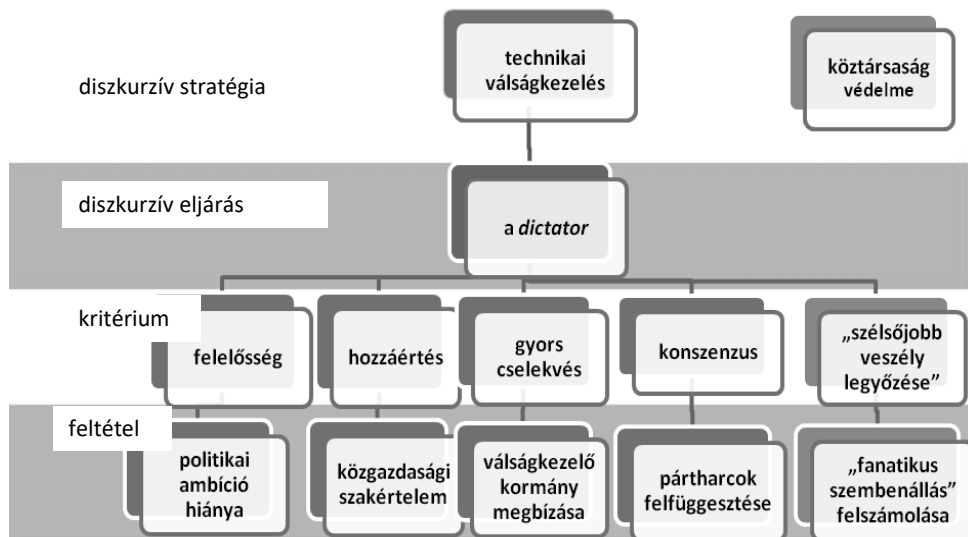 diszkurzív stratégia
technikai
válságkezelés
köztársaság
védelme
diszkurzív eljárás
a dictator
kritérium
felelősség
hozzáértés
gyors
cselekvés
konszenzus
„szélsőjobb
veszély
legyőzése”
feltétel
politikai
ambíció
hiánya
közgazdasági
szakértelem
válságkezelő
kormány
megbízása
pártharcok
felfüggesztése
„fanatikus
szembenállás”
felszámolása